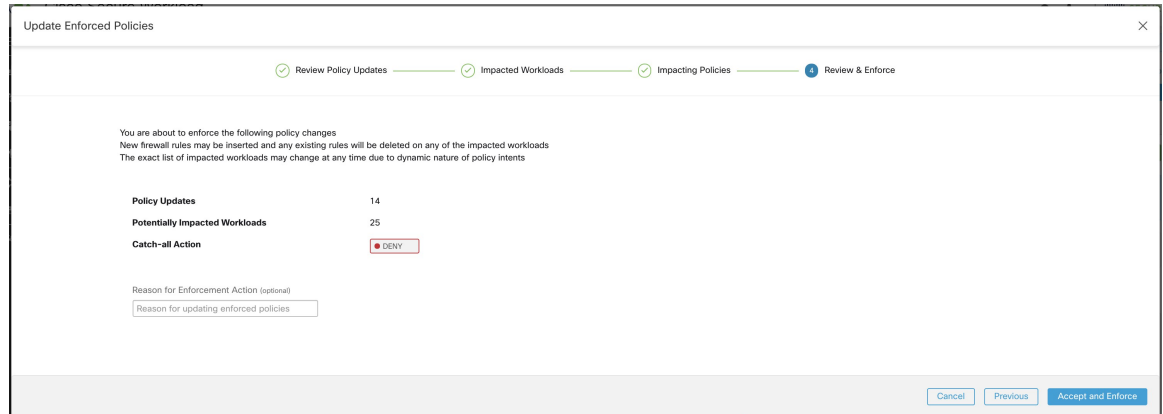 Update Enforced Policies
Review Policy Updates
Impacted Workloads
Impacting Policies
4
Review & Enforce
You are about to enforce the following policy changes
New firewall rules may be inserted and any existing rules will be deleted on any of the impacted workloads
The exact list of impacted workloads may change at any time due to dynamic nature of policy intents
Policy Updates 14
Potentially Impacted Workloads 25
Catch-all Action DENY
Reason for Enforcement Action (optional)
Reason for updating enforced policies
Cancel Previous Accept and Enforce